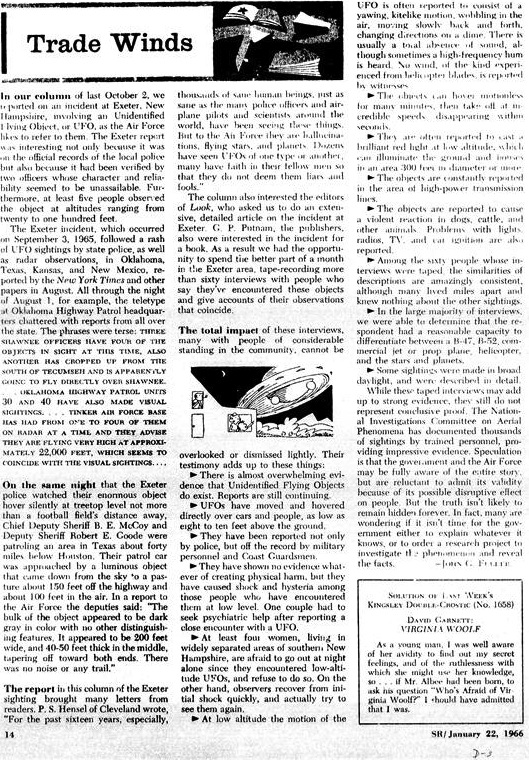 Trade Winds
In our column of last October 2, we
reported on an incident at Exeter, New
Hampshire, involving an Unidentified
Flying Object, or UFO, as the Air Force
likes to refer to them. The Exeter report
was interesting not only because it was
on the official records of the local police
but also because it had been verified by
two officers whose character and relia-
bility seemed to be unassailable. Fur-
thermore, at least five people observed
the object at altitudes ranging from
twenty to one hundred feet.
The Exeter incident, which occurred
on September 3, 1965, followed a rash
of UFO sightings by state police, as well
as radar observations, in Oklahoma,
Texas, Kansas, and New Mexico, re-
ported by the New York Times and other
papers in August. All through the night
of August 1, for example, the teletype
at Oklahoma Highway Patrol headquar-
ters chattered with reports from all over
the state. The phrases were terse: THREE
SHAWNEE OFFICERS HAVE FOUR OF THE
OBJECTS IN SIGHT AT THIS TIME, ALSO
ANOTHER HAS CROPPED UP FROM THE
SOUTH OF TECUMSEH AND IS APPARENTLY
GOING TO FLY DIRECTLY OVER SHAWNEE.
. . . OKLAHOMA HIGHWAY PATROL UNITS
30 AND 40 HAVE ALSO MADE VISUAL
SIGHTINGS. . . . TINKER AIR FORCE BASE
HAS HAD FROM ONE TO FOUR OF THEM
ON RADAR AT A TIME AND THEY ADVISE
THEY ARE FLYING VERY HIGH AT APPROXI-
MATELY 22,000 FEET, WHICH SEEMS TO
COINCIDE WITH THE VISUAL SIGHTINGS. . . .
On the same night that the Exeter
police watched their enormous object
hover silently at treetop level not more
than a football field's distance away,
Chief Deputy Sheriff B. E. McCoy and
Deputy Sheriff Robert E. Goode were
patroling an area in Texas about forty
miles below Houston. Their patrol car
was approached by a luminous object
that came down from the sky to a pas-
ture about 150 feet off the highway and
about 100 feet in the air. In a report to
the Air Force the deputies said: "The
bulk of the object appeared to be dark
gray in color with no other distinguish-
ing features. It appeared to be 200 feet
wide, and 40-50 feet thick in the middle,
tapering off toward both ends. There
was no noise or any trail."
The report in this column of the Exeter
sighting brought many letters from
readers. P. S. Hensel of Cleveland wrote,
"For the past sixteen years, especially,
thousands of sane human beings, just as
sane as the many police officers and air-
plane pilots and scientists around the
world, have been seeing these things.
But to the Air Force they are hallucina-
tions, flying stars, and planets. Dozens
have seen UFOs of one type or another,
many have faith in their fellow men so
that they do not deem them liars and
fools."
The column also interested the editors
of Look, who asked us to do an exten-
sive, detailed article on the incident at
Exeter. G. P. Putnam, the publishers,
also were interested in the incident for
a book. As a result we had the opportu-
nity to spend the better part of a month
in the Exeter area, tape-recording more
than sixty interviews with people who
say they've encountered these objects
and give accounts of their observations
that coincide.
The total impact of these interviews,
many with people of considerable
standing in the community, cannot be
overlooked or dismissed lightly. Their
testimony adds up to these things:
► There is almost overwhelming evi-
dence that Unidentified Flying Objects
do exist. Reports are still continuing.
► UFOs have moved and hovered
directly over cars and people, as low as
eight to ten feet above the ground.
► They have been reported not only
by police, but off the record by military
personnel and Coast Guardsmen.
► They have shown no evidence what-
ever of creating physical harm, but they
have caused shock and hysteria among
those people who have encountered
them at low level. One couple had to
seek psychiatric help after reporting a
close encounter with a UFO.
► At least four women, living in
widely separated areas of southern New
Hampshire, are afraid to go out at night
alone since they encountered low-alti-
tude UFOs, and refuse to do so. On the
other hand, observers recover from ini-
tial shock quickly, and actually try to
see them again.
► At low altitude the motion of the
UFO is often reported to consist of a
yawing, kitelike motion, wobbling in the
air, moving slowly back and forth,
changing directions on a dime. There is
usually a total absence of sound, al-
though sometimes a high-frequency hum
is heard. No wind, of the kind experi-
enced from helicopter blades, is reported
by witnesses.
► The objects can hover motionless
for many minutes, then take off at in-
credible speeds disappearing within
seconds.
► They are often reported to cast a
brilliant red light at low altitude, which
can illuminate the ground and houses
in an area 300 feet in diameter or more.
► The objects are constantly reported
in the area of high-power transmission
lines.
► The objects are reported to cause
a violent reaction in dogs, cattle, and
other animals. Problems with lights,
radios, TV, and car ignition are also
reported.
► Among the sixty people whose in-
terviews were taped, the similarities of
descriptions are amazingly consistent,
although many lived miles apart and
knew nothing about the other sightings.
► In the large majority of interviews,
we were able to determine that the re-
spondent had a reasonable capacity to
differentiate between a B-47, B-52, com-
mercial jet or prop plane, helicopter,
and the stars and planets.
► Some sightings were made in broad
daylight, and were described in detail.
While these taped interviews may add
up to strong evidence, they still do not
represent conclusive proof. The Nation-
al Investigations Committee on Aerial
Phenomena has documented thousands
of sightings by trained personnel, pro-
viding impressive evidence. Speculation
is that the government and the Air Force
may be fully aware of the entire story,
but are reluctant to admit its validity
because of its possible disruptive effect
on people. But the truth isn't likely to
remain hidden forever. In fact, many are
wondering if it isn't time for the gov-
ernment either to explain whatever it
knows, or to order a research project to
investigate the phenomenon and reveal
the facts.
—JOHN G. FULLER
SOLUTION OF LAST WEEK'S
KINGSLEY DOUBLE-CROSTIC (No. 1658)
DAVID GARNETT:
VIRGINIA WOOLF
As a young man, I was well aware
of her avidity to find out my secret
feelings, and of the ruthlessness with
which she might use her knowledge,
so . . . if Mr. Albee had been born, to
ask his question "Who's Afraid of Vir-
ginia Woolf?" I should have admitted
that I was.
14
SR/January 22, 1966
D-3